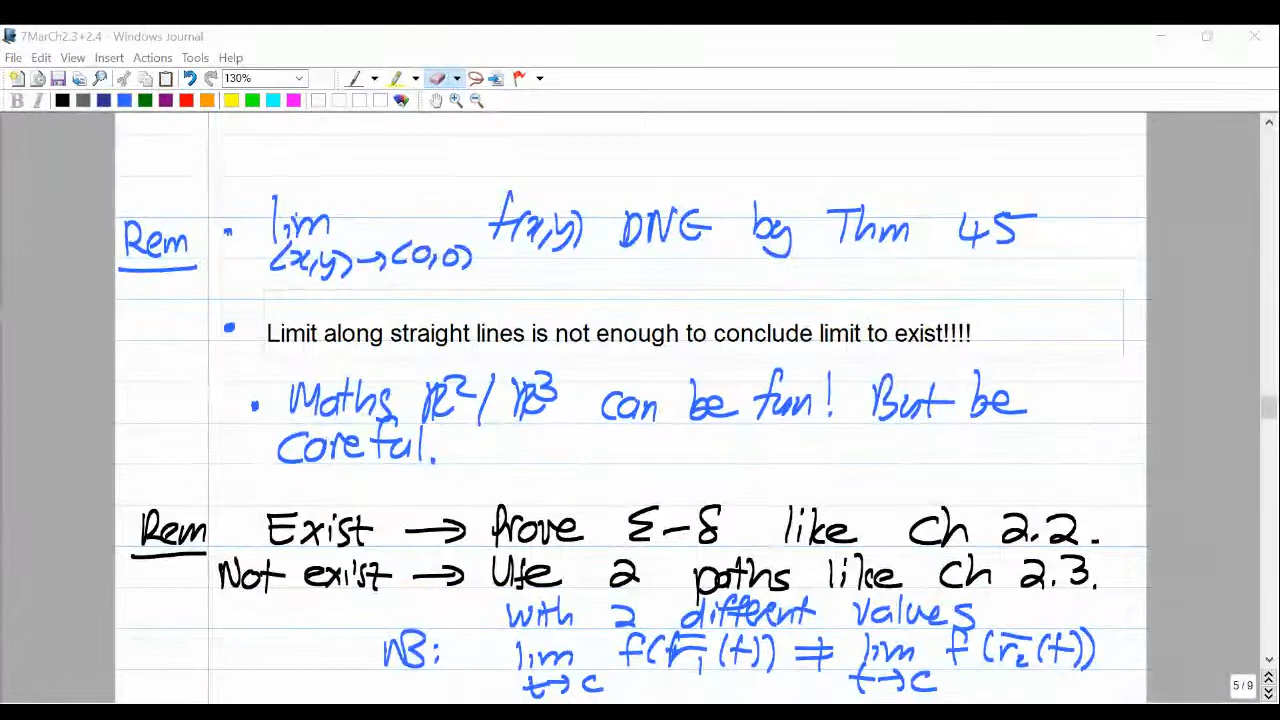 7MarCh2.3+2.4 - Windows Journal
File Edit View Insert Actions Tools Help
130%
B I
Rem • lim f(x,y) DNE by Thm 45
(x,y)→(0,0)
• Limit along straight lines is not enough to conclude limit to exist!!!!
• Maths ℝ²/ℝ³ can be fun! But be
careful.
Rem Exist → Prove ε-δ like Ch 2.2.
Not exist → Use 2 paths like Ch 2.3.
with 2 different values
NB: lim f(r̄₁(t)) ≠ lim f(r̄₂(t))
t→c t→c
5 / 9